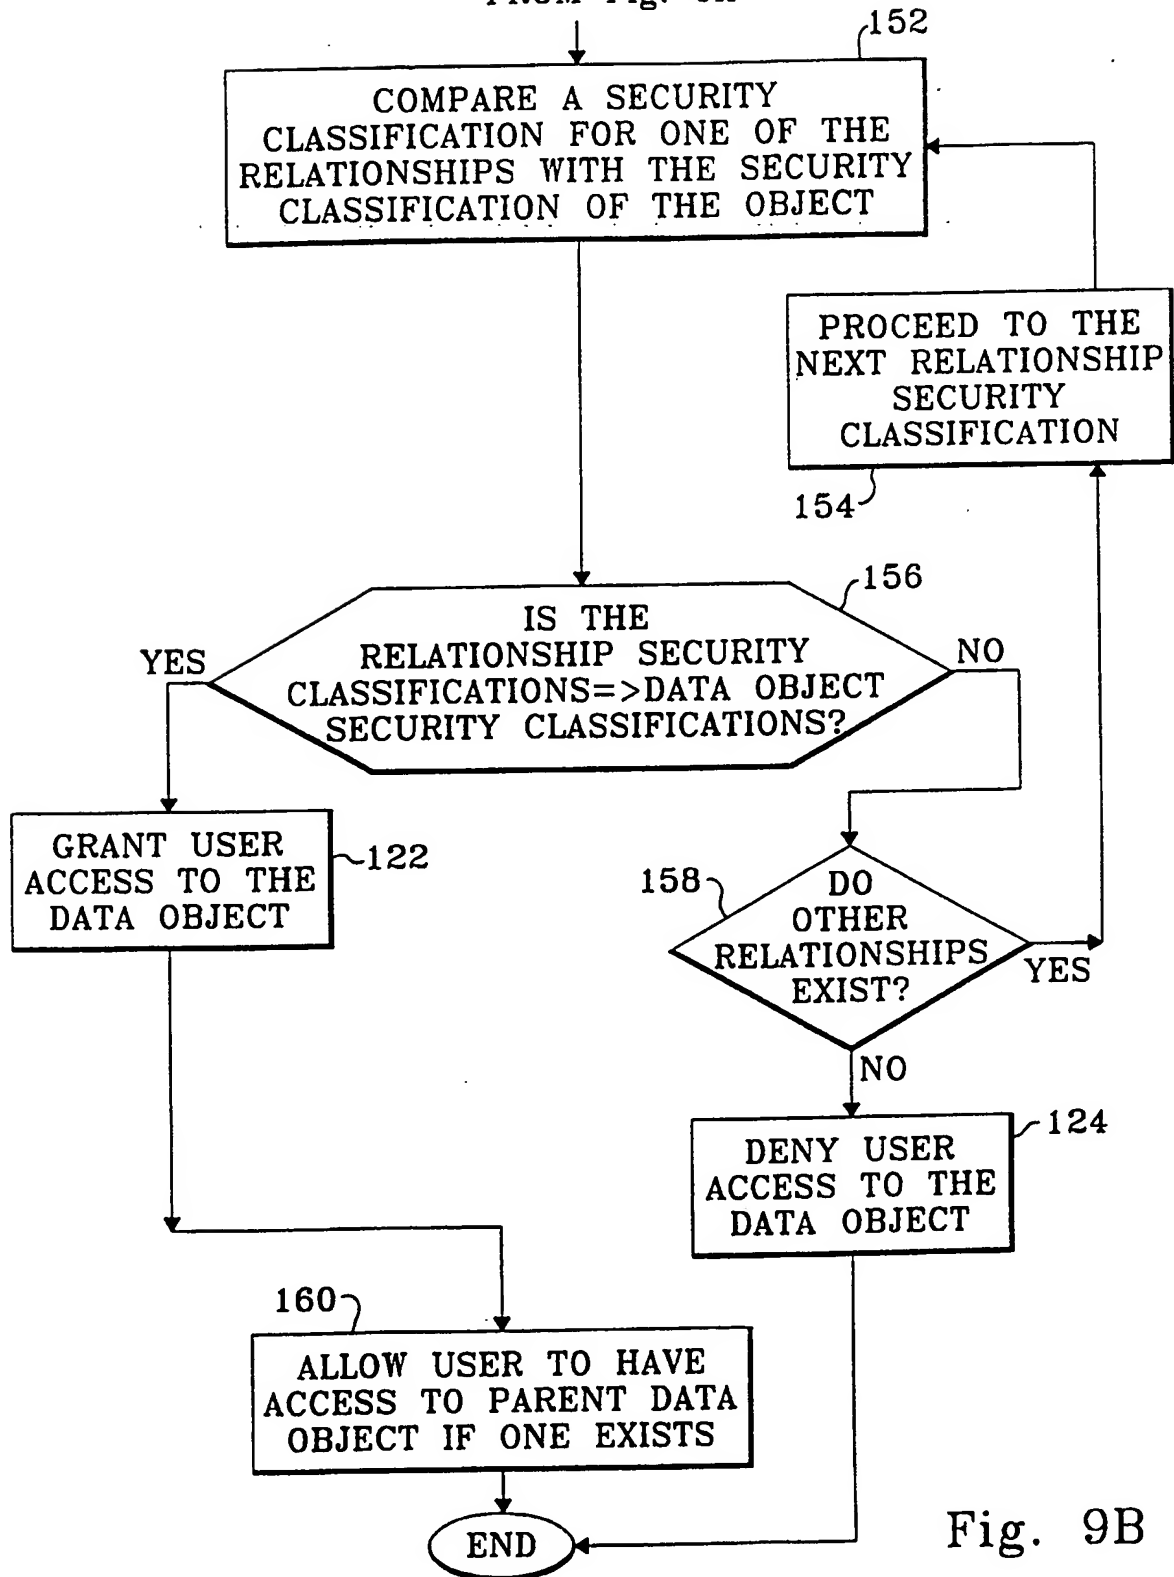 FROM Fig.
152
COMPARE A SECURITY
CLASSIFICATION FOR ONE OF THE
RELATIONSHIPS WITH THE SECURITY
CLASSIFICATION OF THE OBJECT
PROCEED TO THE
NEXT RELATIONSHIP
SECURITY
CLASSIFICATION
154
156
IS THE
RELATIONSHIP SECURITY
CLASSIFICATIONS=>DATA OBJECT
SECURITY CLASSIFICATIONS?
YES
NO
GRANT USER
ACCESS TO THE
DATA OBJECT
122
158
DO
OTHER
RELATIONSHIPS
EXIST?
YES
NO
DENY USER
ACCESS TO THE
DATA OBJECT
124
160
ALLOW USER TO HAVE
ACCESS TO PARENT DATA
OBJECT IF ONE EXISTS
END
Fig. 9B